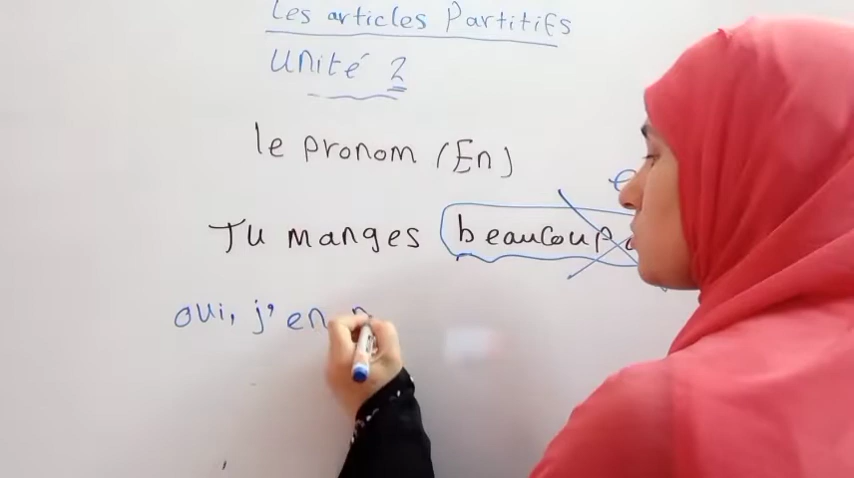 Les articles Partitifs
Unité 2
le pronom (En)
Tu manges beaucoup
oui, j'en